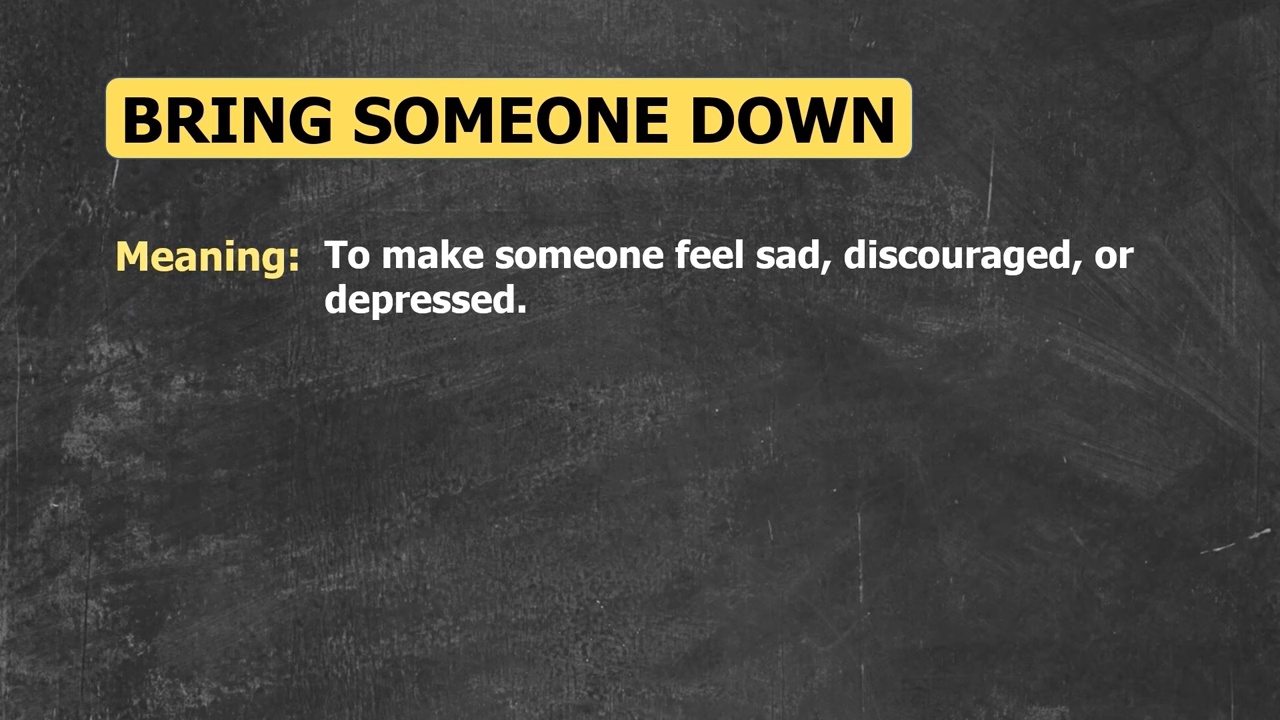 BRING SOMEONE DOWN
Meaning: To make someone feel sad, discouraged, or
depressed.